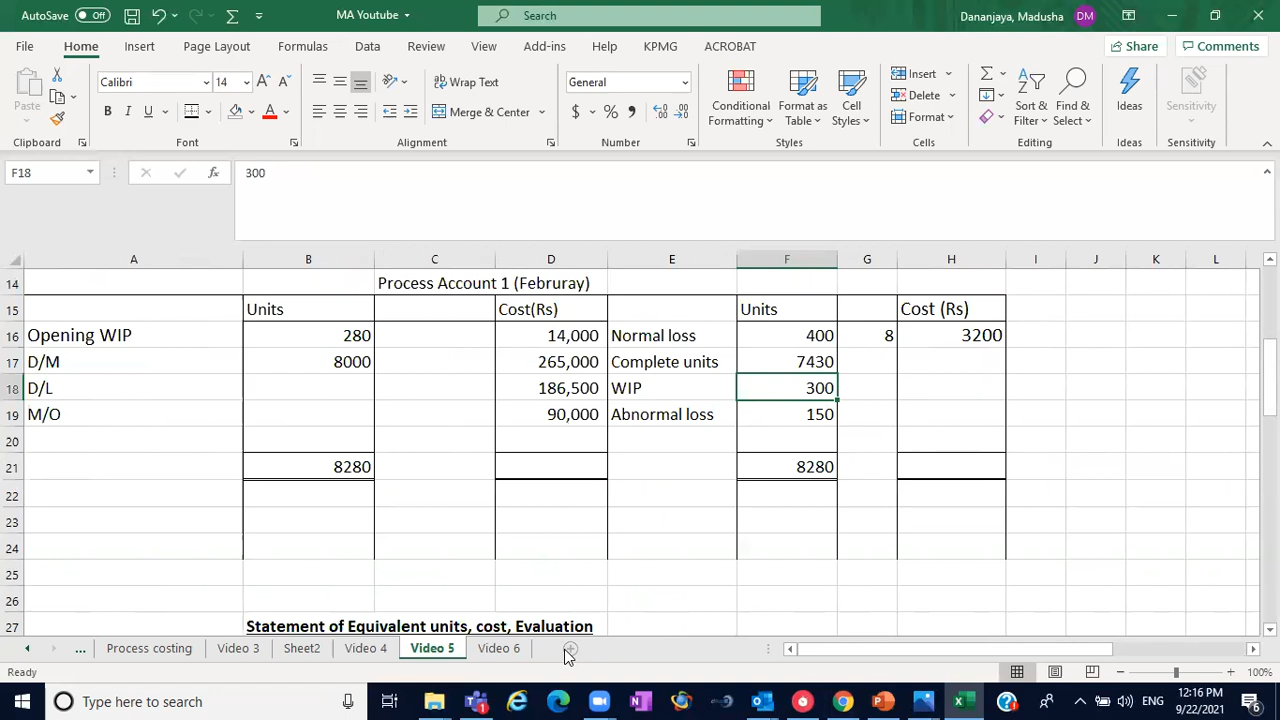 AutoSave Off MA Youtube Search Dananjaya, Madusha DM
File Home Insert Page Layout Formulas Data Review View Add-ins Help KPMG ACROBAT Share Comments
Paste Calibri 14 Wrap Text General Conditional Formatting Format as Table Cell Styles Insert Sort & Filter Find & Select Ideas Sensitivity
B I U Merge & Center $ % Delete
Format
Clipboard Font Alignment Number Styles Cells Editing Ideas Sensitivity
F18 fx 300
A B C D E F G H I J K L
14 Process Account 1 (Februray)
15 Units Cost(Rs) Units Cost (Rs)
16 Opening WIP 280 14,000 Normal loss 400 8 3200
17 D/M 8000 265,000 Complete units 7430
18 D/L 186,500 WIP 300
19 M/O 90,000 Abnormal loss 150
20
21 8280 8280
22
23
24
25
26
27 Statement of Equivalent units, cost, Evaluation
... Process costing Video 3 Sheet2 Video 4 Video 5 Video 6
Ready 100%
Type here to search ENG 12:16 PM
9/22/2021 6